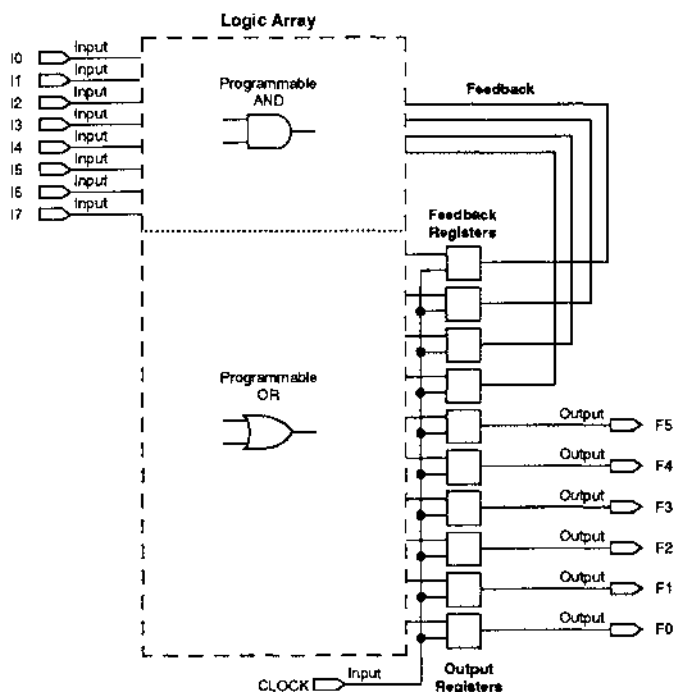 Logic Array
I0 Input
I1 Input
I2 Input
I3 Input
I4 Input
I5 Input
I6 Input
I7 Input
Programmable
AND
Feedback
Feedback
Registers
Programmable
OR
Output F5
Output F4
Output F3
Output F2
Output F1
Output F0
CLOCK Input
Output
Registers